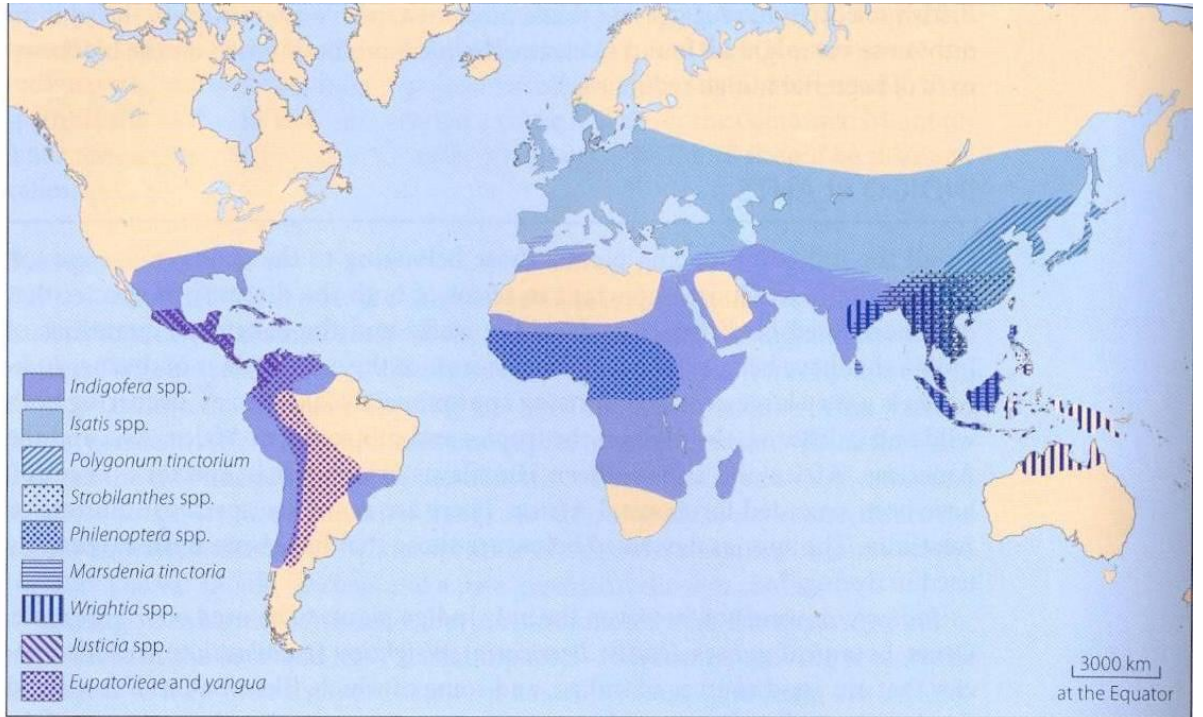 Indigofera spp.
Isatis spp.
Polygonum tinctorium
Strobilanthes spp.
Philenoptera spp.
Marsdenia tinctoria
Wrightia spp.
Justicia spp.
Eupatorieae and yangua
3000 km
at the Equator